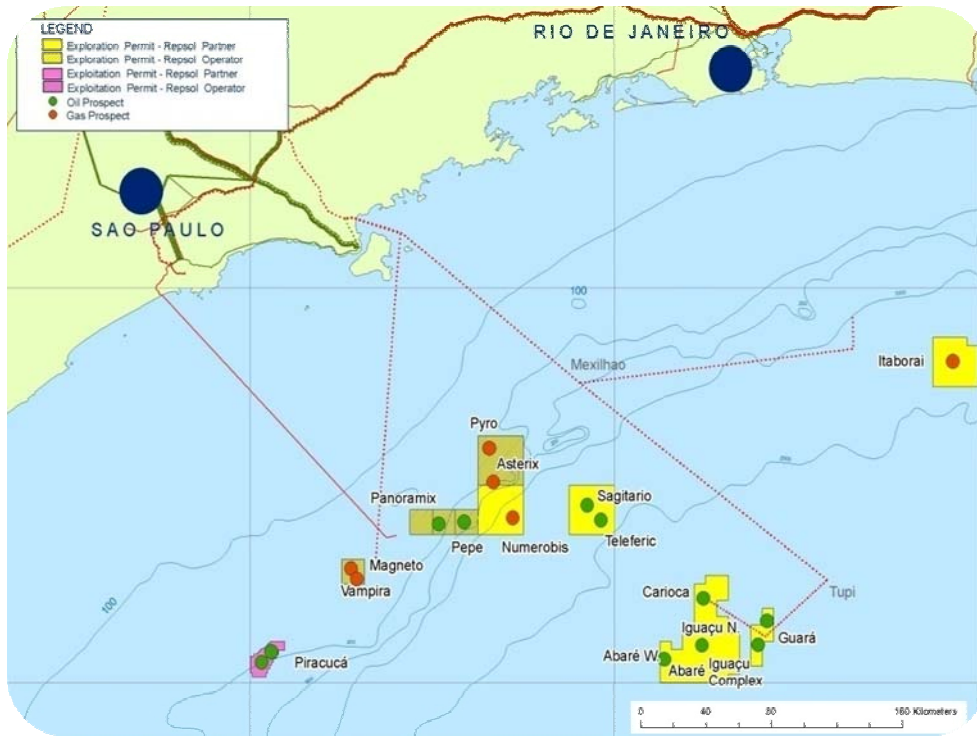 LEGEND
Exploration Permit - Repsol Partner
Exploration Permit - Repsol Operator
Exploitation Permit - Repsol Partner
Exploitation Permit - Repsol Operator
Oil Prospect
Gas Prospect
RIO DE JANEIRO
SAO PAULO
100
Mexilhao
Itaborai
Pyro
Asterix
Panoramix
Sagitario
Pepe
Numerobis
Teleferic
Magneto
Vampira
Carioca
Tupi
100
Iguaçu N.
Guará
Piracucá
Abaré W.
Abaré
Iguaçu
Complex
0 40 80 160 Kilometers